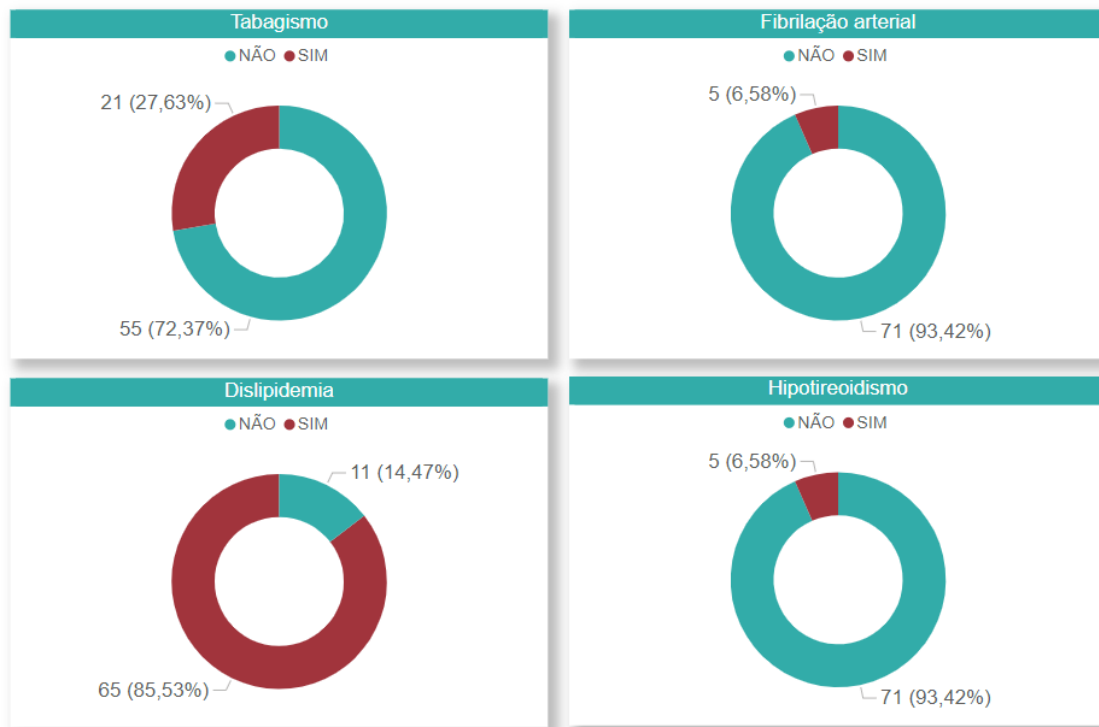 Tabagismo
NÃO SIM
21 (27,63%)
55 (72,37%)
Fibrilação arterial
NÃO SIM
5 (6,58%)
71 (93,42%)
Dislipidemia
NÃO SIM
11 (14,47%)
65 (85,53%)
Hipotireoidismo
NÃO SIM
5 (6,58%)
71 (93,42%)